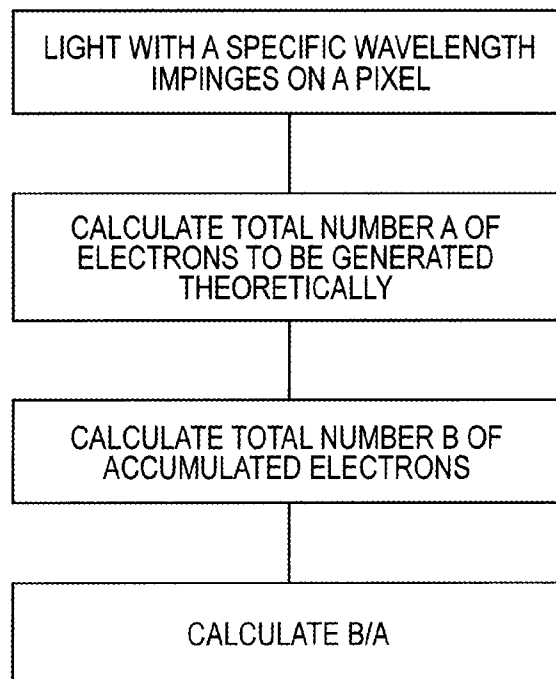 LIGHT WITH A SPECIFIC WAVELENGTH
IMPINGES ON A PIXEL
CALCULATE TOTAL NUMBER A OF
ELECTRONS TO BE GENERATED
THEORETICALLY
CALCULATE TOTAL NUMBER B OF
ACCUMULATED ELECTRONS
CALCULATE B/A